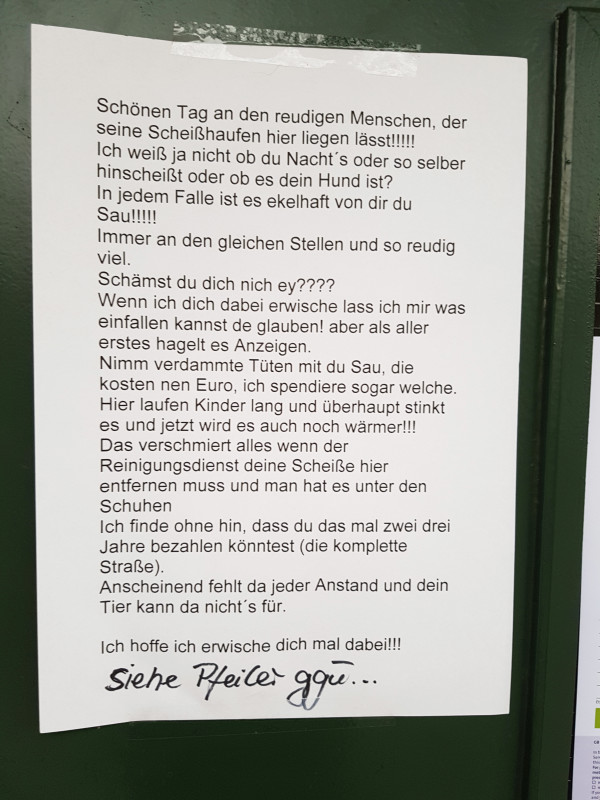 Schönen Tag an den reudigen Menschen, der
seine Scheißhaufen hier liegen lässt!!!!!
Ich weiß ja nicht ob du Nacht´s oder so selber
hinscheißt oder ob es dein Hund ist?
In jedem Falle ist es ekelhaft von dir du
Sau!!!!!
Immer an den gleichen Stellen und so reudig
viel.
Schämst du dich nich ey????
Wenn ich dich dabei erwische lass ich mir was
einfallen kannst de glauben! aber als aller
erstes hagelt es Anzeigen.
Nimm verdammte Tüten mit du Sau, die
kosten nen Euro, ich spendiere sogar welche.
Hier laufen Kinder lang und überhaupt stinkt
es und jetzt wird es auch noch wärmer!!!
Das verschmiert alles wenn der
Reinigungsdienst deine Scheiße hier
entfernen muss und man hat es unter den
Schuhen
Ich finde ohne hin, dass du das mal zwei drei
Jahre bezahlen könntest (die komplette
Straße).
Anscheinend fehlt da jeder Anstand und dein
Tier kann da nicht´s für.
Ich hoffe ich erwische dich mal dabei!!!
Siehe Pfeiler ggü...